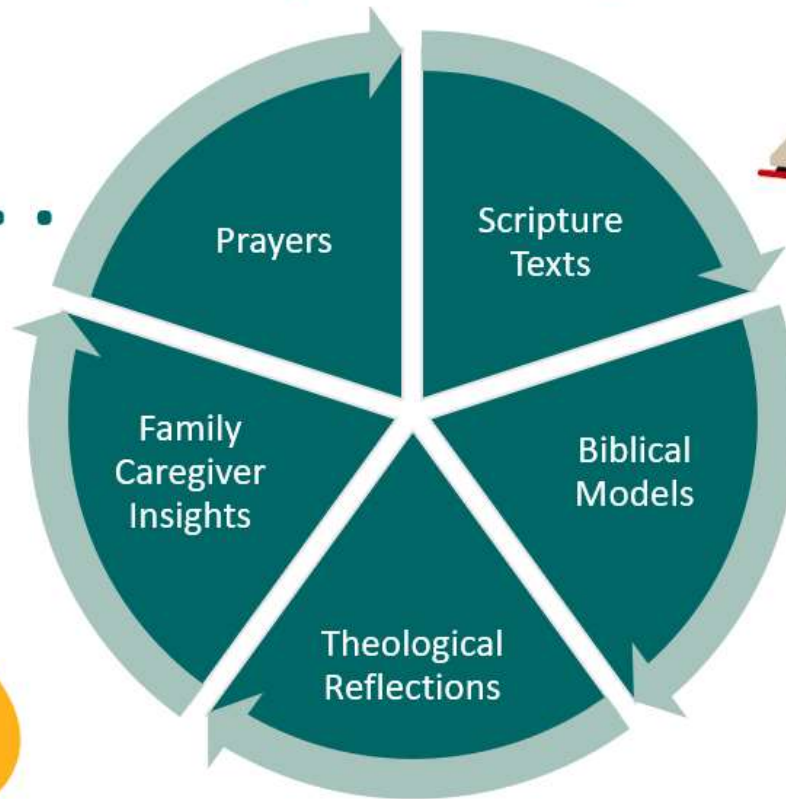 Prayers
Scripture
Texts
Family
Caregiver
Insights
Biblical
Models
Theological
Reflections